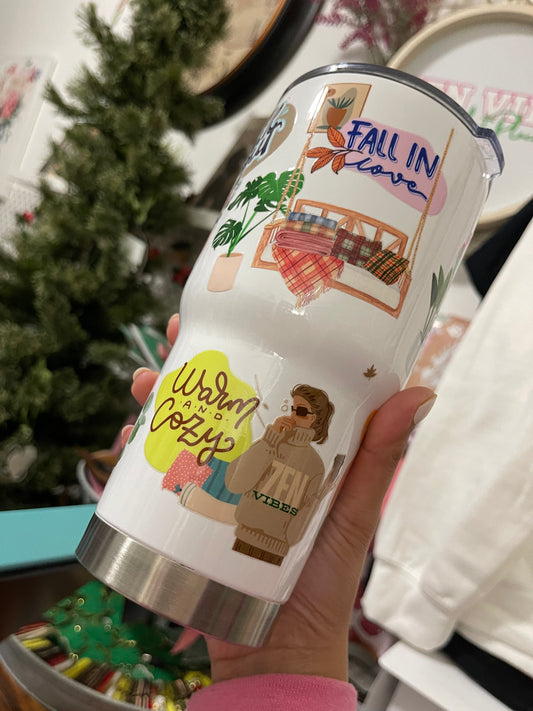 FALL IN
love
Warm
AND
Cozy
ZEN
VIBES